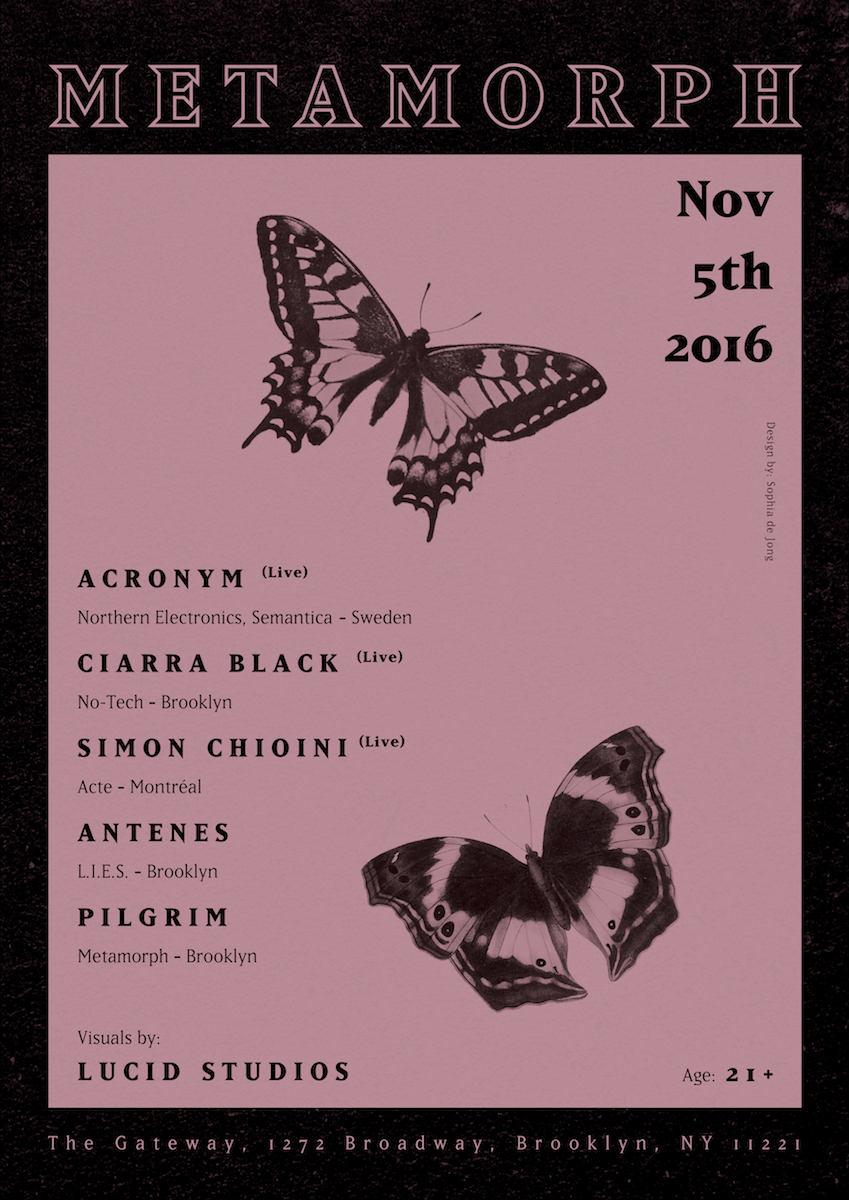 METAMORPH
Nov
5th
2016
Design by: Sophia de Jong
ACRONYM (Live)
Northern Electronics, Semantica - Sweden
CIARRA BLACK (Live)
No-Tech - Brooklyn
SIMON CHIOINI (Live)
Acte - Montréal
ANTENES
L.I.E.S. - Brooklyn
PILGRIM
Metamorph - Brooklyn
Visuals by:
LUCID STUDIOS
Age: 21+
The Gateway, 1272 Broadway, Brooklyn, NY 11221